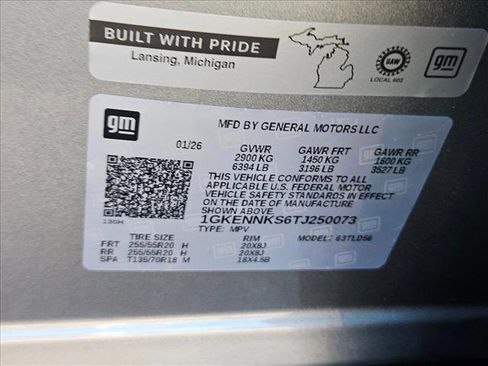 BUILT WITH PRIDE
Lansing, Michigan
UAW
LOCAL 602
gm
gm
MFD BY GENERAL MOTORS LLC
01/26 GVWR GAWR FRT GAWR RR
2900 KG 1450 KG 1600 KG
6394 LB 3196 LB 3527 LB
THIS VEHICLE CONFORMS TO ALL
APPLICABLE U.S. FEDERAL MOTOR
VEHICLE SAFETY STANDARDS IN EFFECT
ON THE DATE OF MANUFACTURE
SHOWN ABOVE.
1GKENNKS6TJ250073
TYPE: MPV MODEL:
TIRE SIZE RIM
FRT 255/55R20 H 20X8J
RR 255/55R20 H 20X8J
SPA T135/70R18 M 18X4.5B